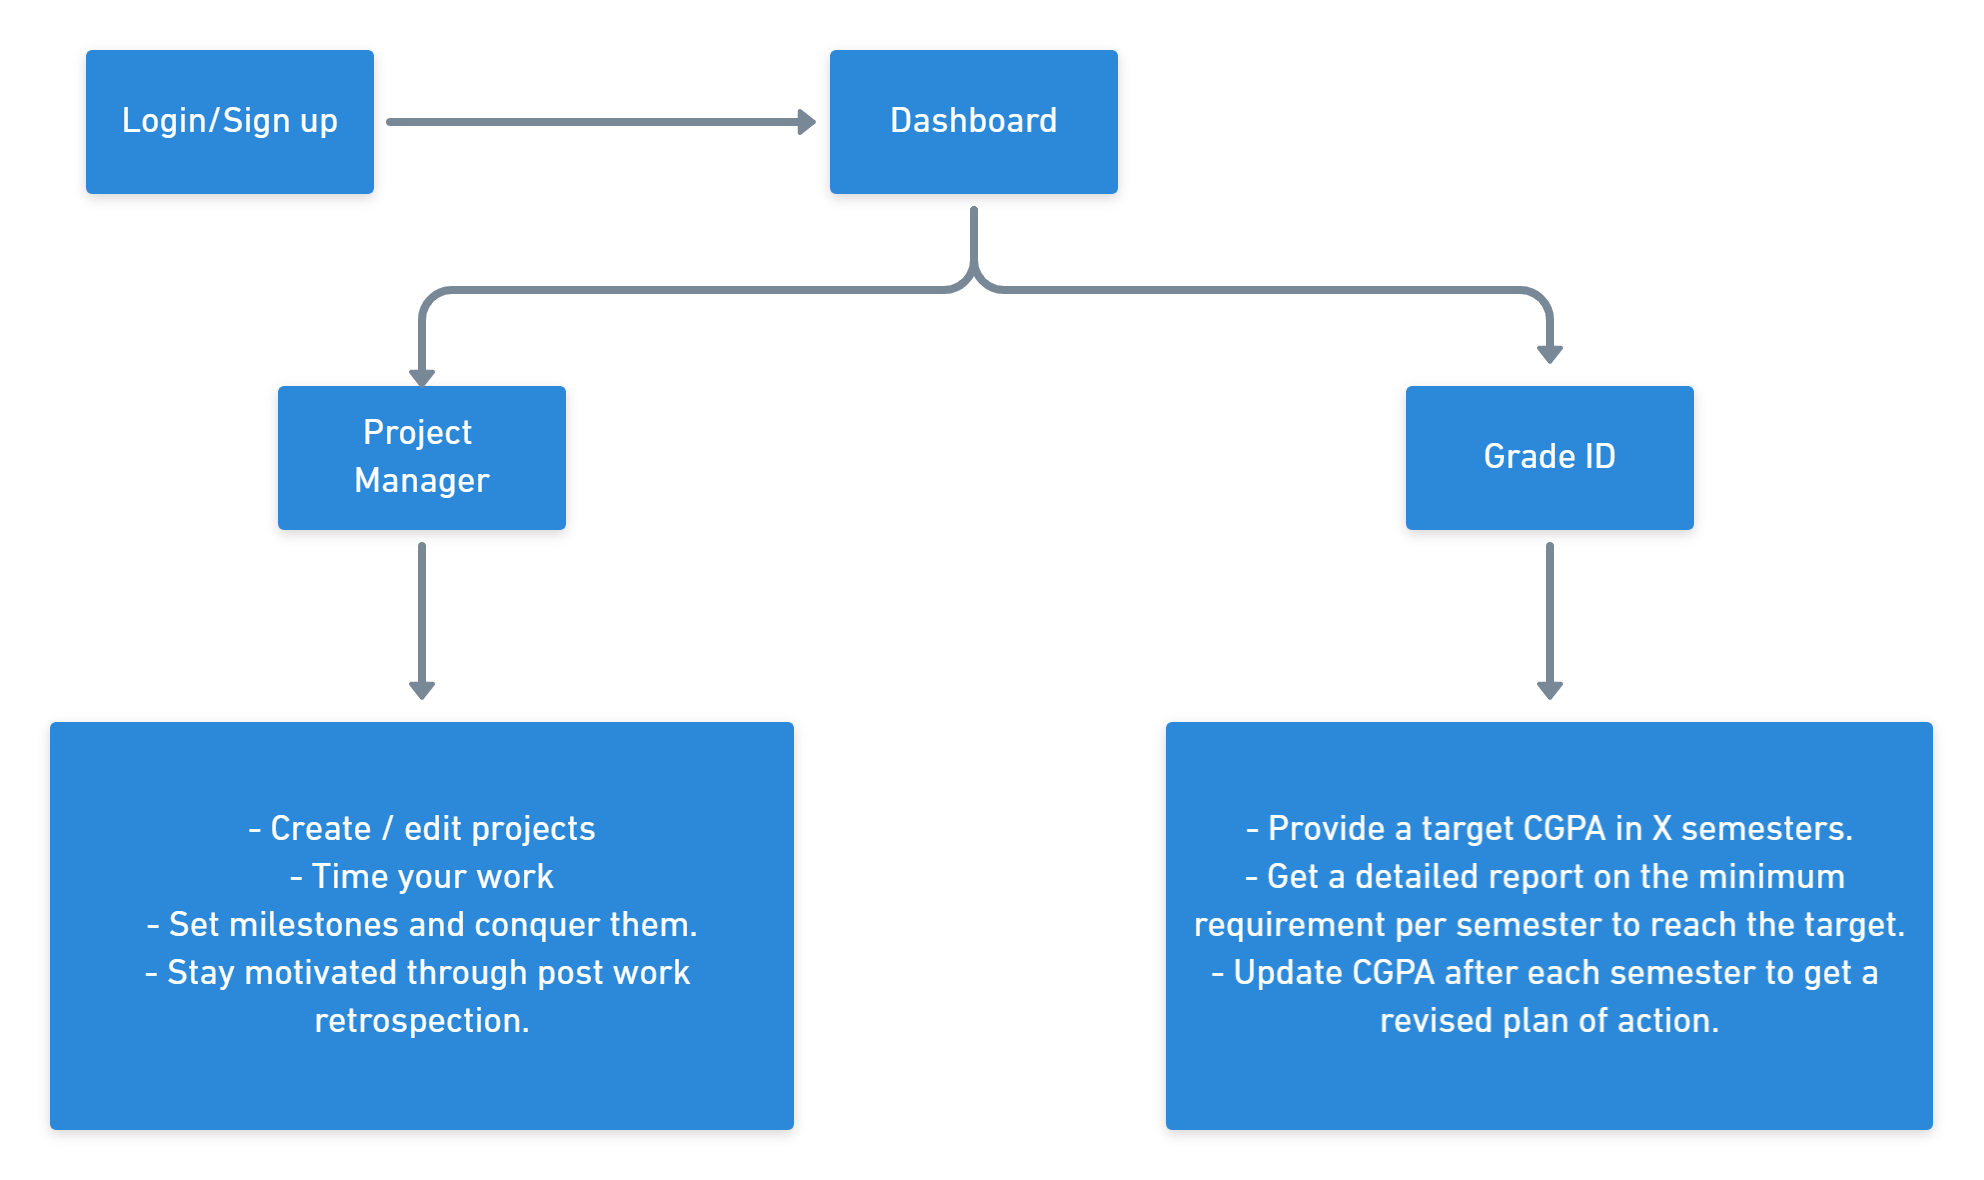 Login/Sign up
Dashboard
Project
Manager
Grade ID
- Create / edit projects
- Time your work
- Set milestones and conquer them.
- Stay motivated through post work
retrospection.
- Provide a target CGPA in X semesters.
- Get a detailed report on the minimum
requirement per semester to reach the target.
- Update CGPA after each semester to get a
revised plan of action.